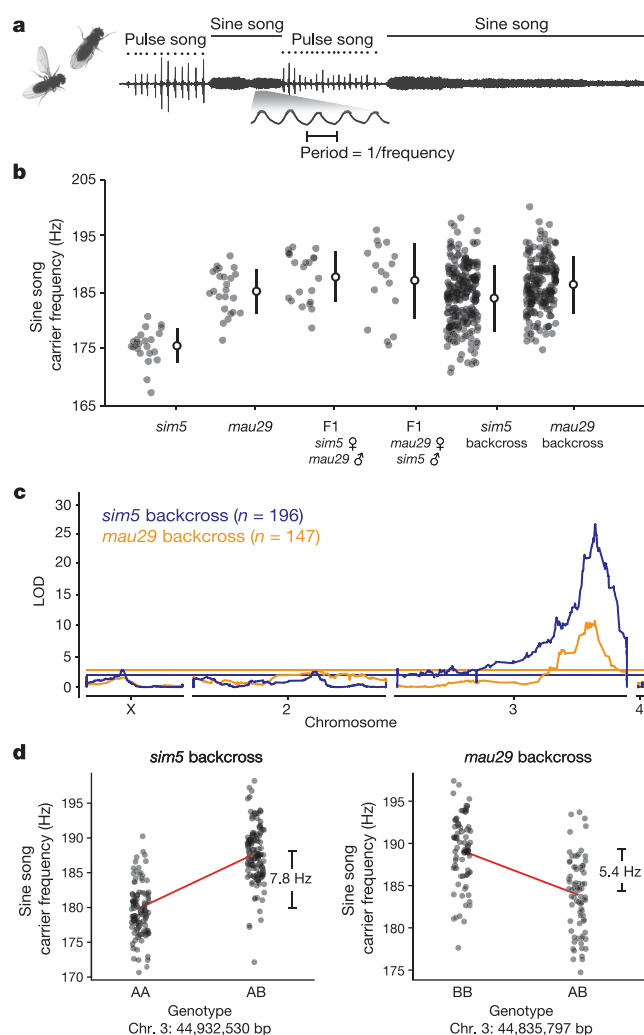 a
Pulse song
Sine song
Pulse song
Sine song
Period = 1/frequency
b
Sine song
carrier frequency (Hz)
205
195
185
175
165
sim5
mau29
F1
sim5 ♀
mau29 ♂
F1
mau29 ♀
sim5 ♂
sim5
backcross
mau29
backcross
c
sim5 backcross (n = 196)
mau29 backcross (n = 147)
LOD
30
25
20
15
10
5
0
X
2
3
4
Chromosome
d
sim5 backcross
Sine song
carrier frequency (Hz)
195
190
185
180
175
170
7.8 Hz
AA
AB
Genotype
Chr. 3: 44,932,530 bp
mau29 backcross
Sine song
carrier frequency (Hz)
195
190
185
180
175
5.4 Hz
BB
AB
Genotype
Chr. 3: 44,835,797 bp